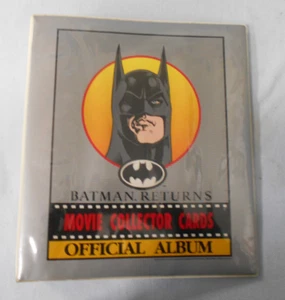 BATMAN RETURNS
MOVIE COLLECTOR CARDS
OFFICIAL ALBUM